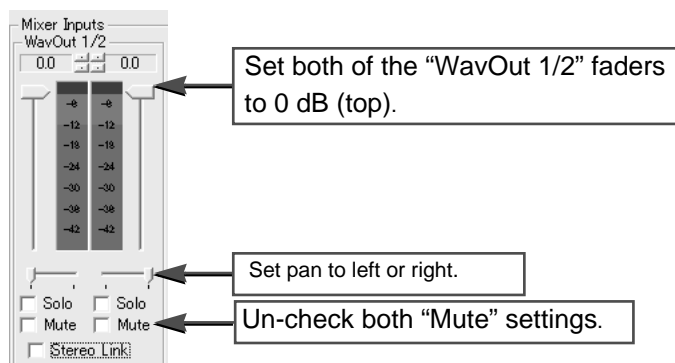 Mixer Inputs
WavOut 1/2
0.0 0.0
Set both of the “WavOut 1/2” faders
to 0 dB (top).
-6 -6
-12 -12
-18 -18
-24 -24
-30 -30
-36 -36
-42 -42
Set pan to left or right.
Solo Solo
Mute Mute
Un-check both “Mute” settings.
Stereo Link